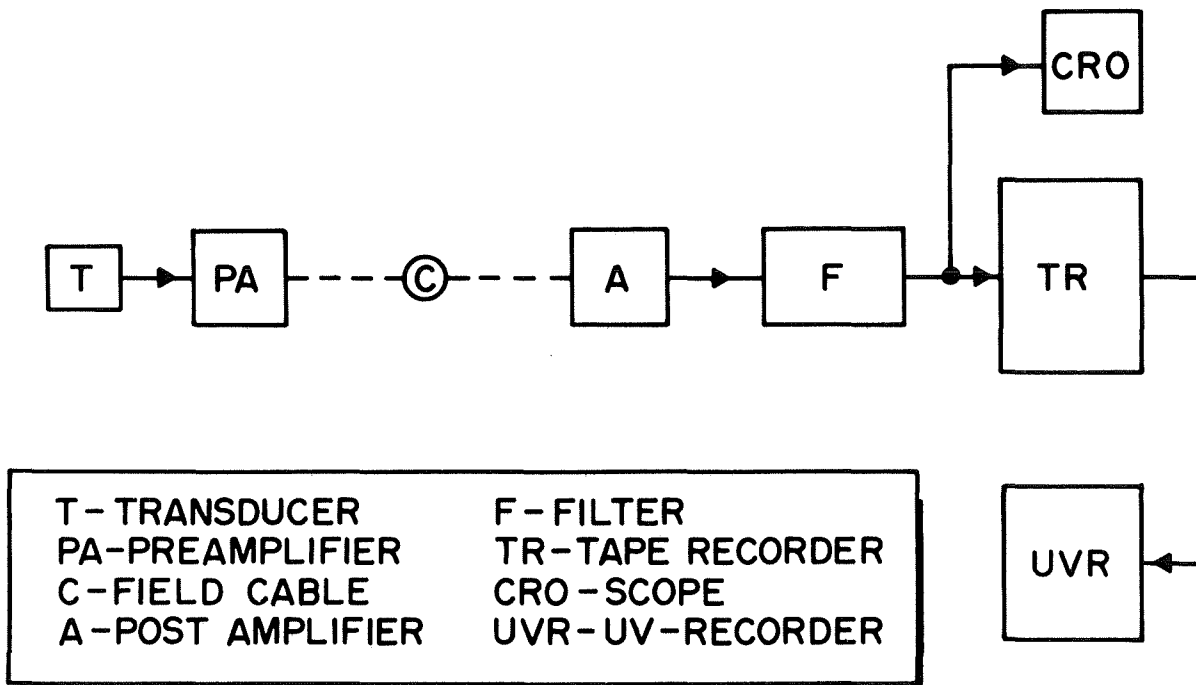 CRO
T
PA
C
A
F
TR
T-TRANSDUCER
PA-PREAMPLIFIER
C-FIELD CABLE
A-POST AMPLIFIER
F-FILTER
TR-TAPE RECORDER
CRO-SCOPE
UVR-UV-RECORDER
UVR